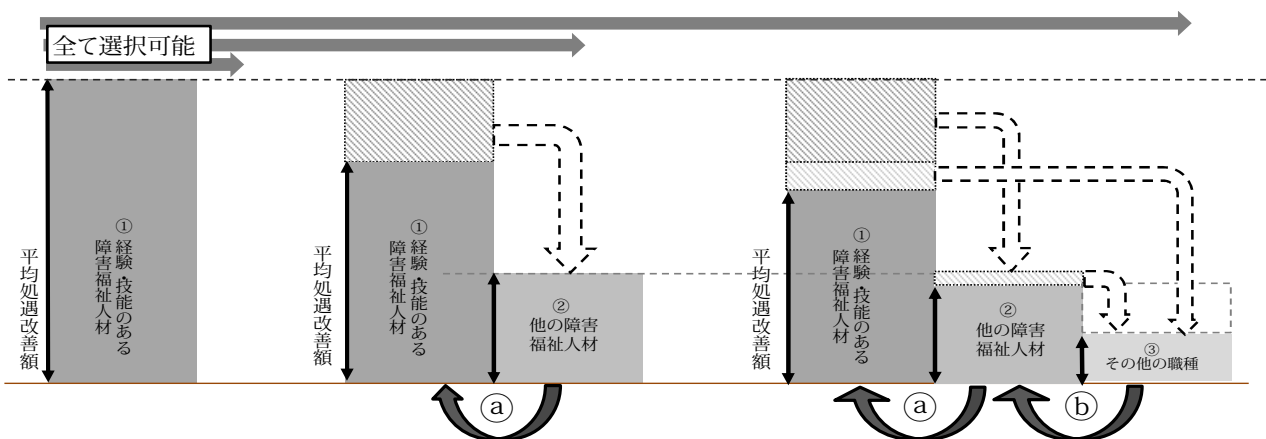 全て選択可能
平均処遇改善額
①経験・技能のある
障害福祉人材
平均処遇改善額
①経験・技能のある
障害福祉人材
②
他の障害
福祉人材
ⓐ
平均処遇改善額
①経験・技能のある
障害福祉人材
②
他の障害
福祉人材
③
その他の職種
ⓐ
ⓑ